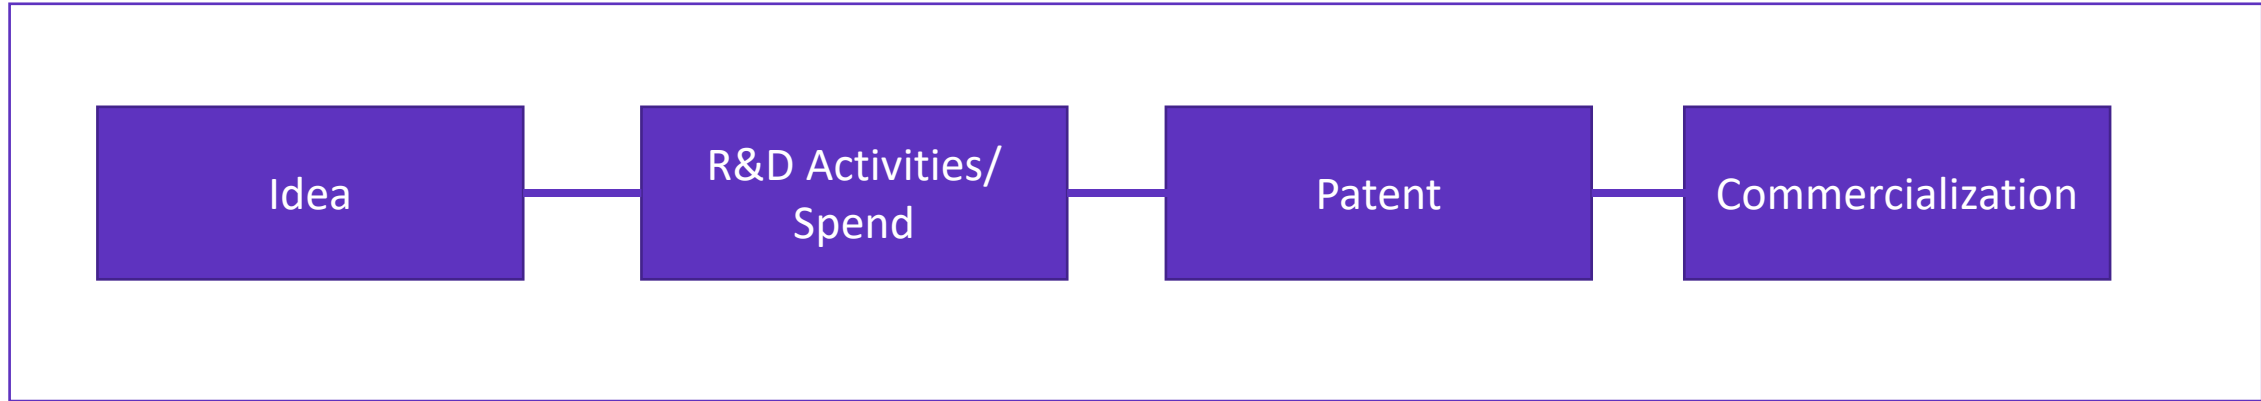 Idea
R&D Activities/
Spend
Patent
Commercialization